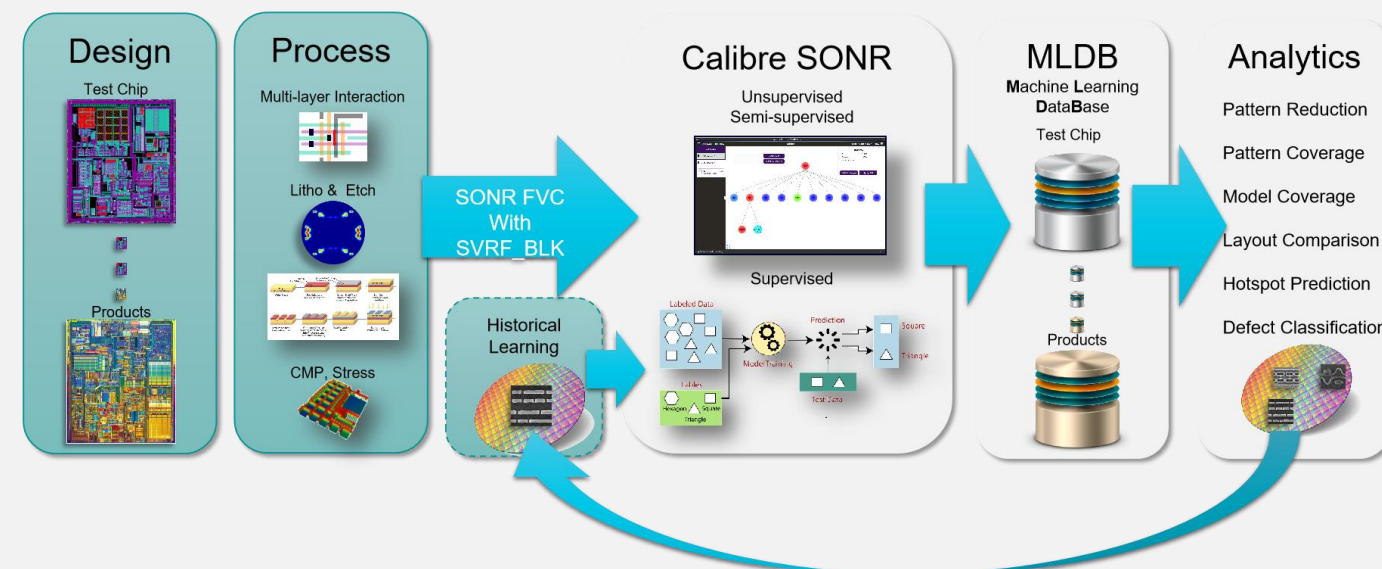 Design
Test Chip
Products
Process
Multi-layer Interaction
Litho & Etch
CMP, Stress
SONR FVC
With
SVRF_BLK
Historical
Learning
Calibre SONR
Unsupervised
Semi-supervised
Supervised
Labeled Data
Prediction
Square
Triangle
Model Training
Lables
Hexagon
Square
Triangle
Test Data
MLDB
Machine Learning
DataBase
Test Chip
Products
Analytics
Pattern Reduction
Pattern Coverage
Model Coverage
Layout Comparison
Hotspot Prediction
Defect Classification